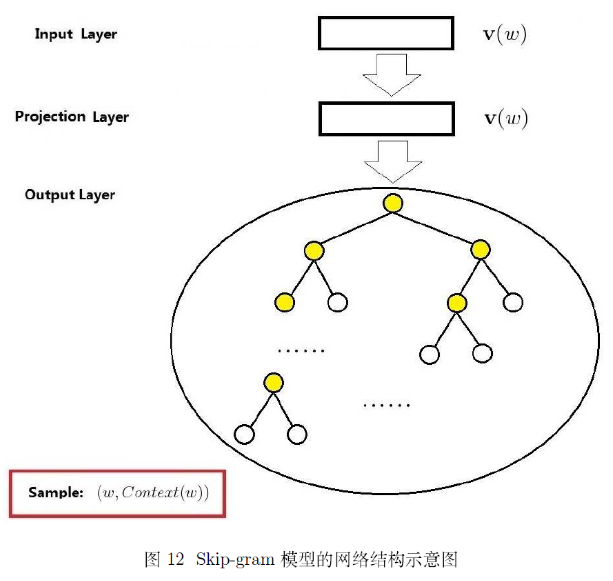 Input Layer v(w)
Projection Layer v(w)
Output Layer
......
......
Sample: (w, Context(w))
图 12 Skip-gram 模型的网络结构示意图